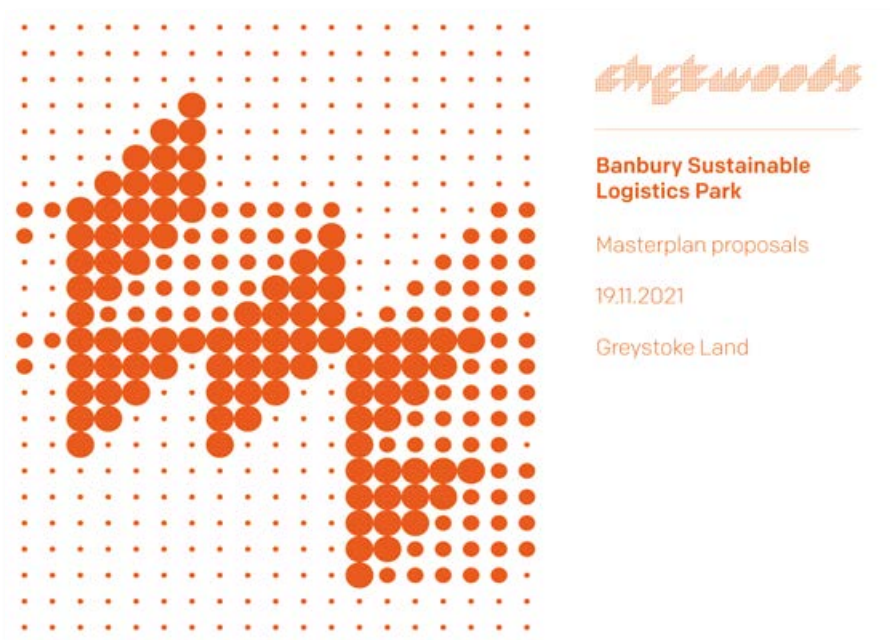 chetwoods
Banbury Sustainable
Logistics Park
Masterplan proposals
19.11.2021
Greystoke Land